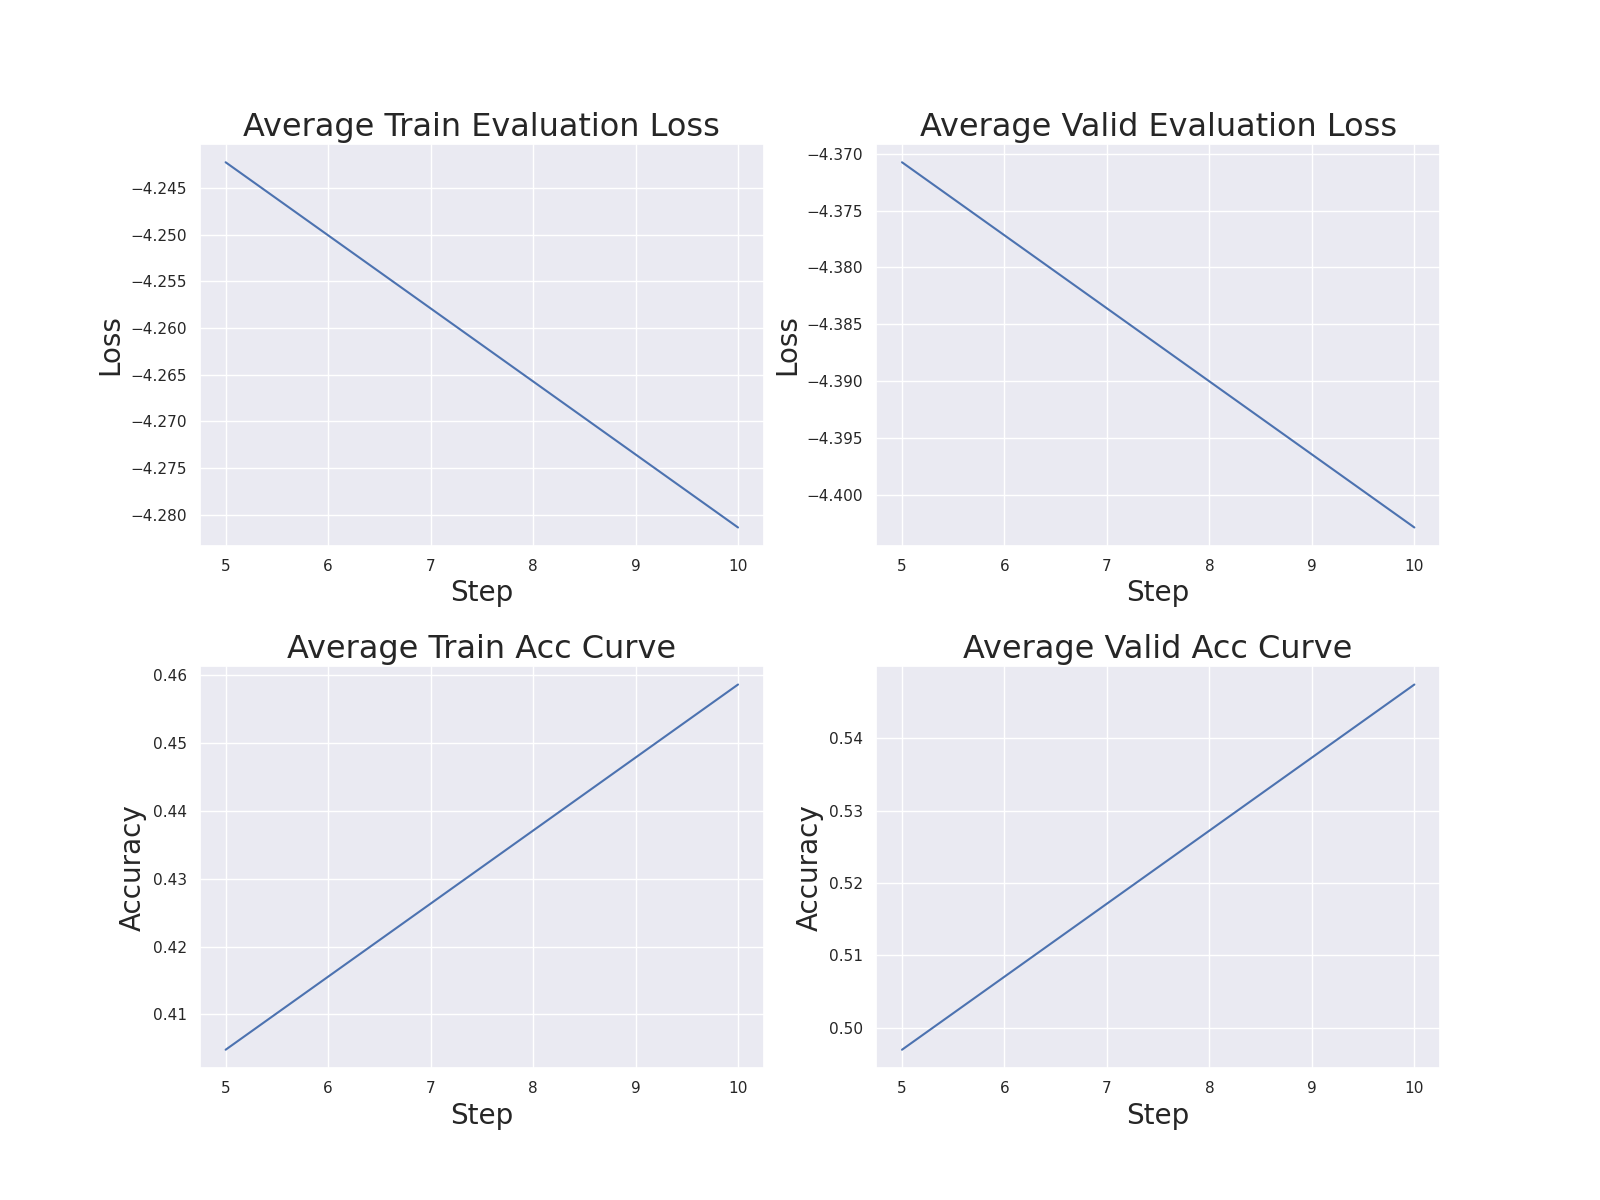 Average Train Evaluation Loss
−4.245
−4.250
−4.255
−4.260
−4.265
−4.270
−4.275
−4.280
Loss
5 6 7 8 9 10
Step
Average Valid Evaluation Loss
−4.370
−4.375
−4.380
−4.385
−4.390
−4.395
−4.400
Loss
5 6 7 8 9 10
Step
Average Train Acc Curve
0.46
0.45
0.44
0.43
0.42
0.41
Accuracy
5 6 7 8 9 10
Step
Average Valid Acc Curve
0.54
0.53
0.52
0.51
0.50
Accuracy
5 6 7 8 9 10
Step